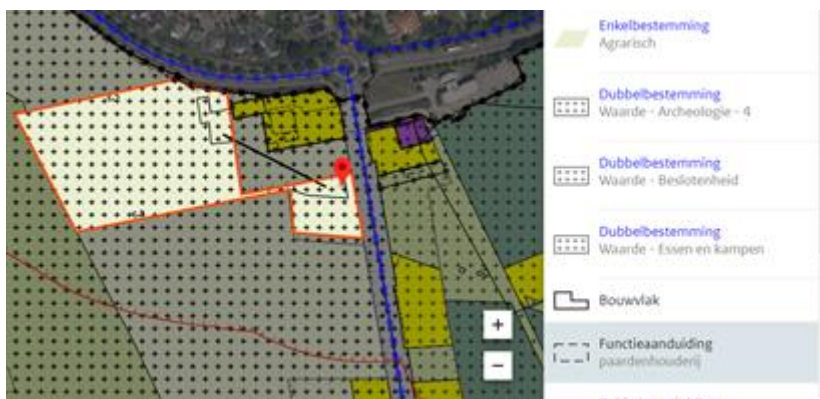 Enkelbestemming
Agrarisch
Dubbelbestemming
Waarde - Archeologie - 4
Dubbelbestemming
Waarde - Beslotenheid
Dubbelbestemming
Waarde - Essen en kampen
Bouwvlak
+
Functieaanduiding
paardenhouderij
−